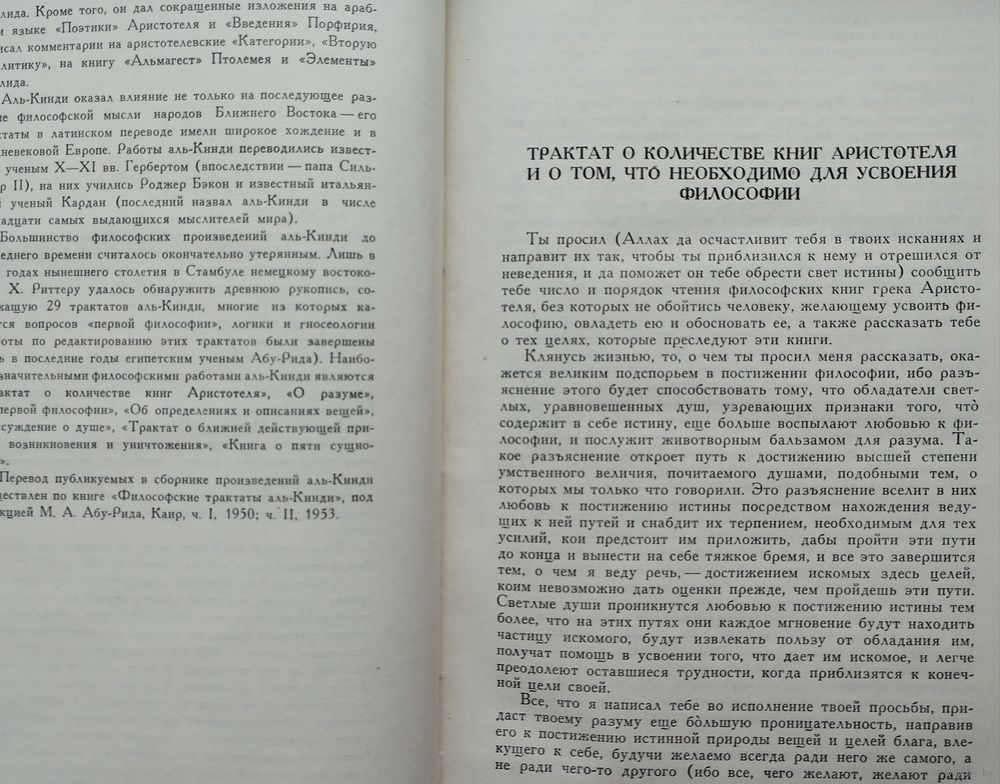 лида. Кроме того, он дал сокращенные изложения на араб-
языке «Поэтики» Аристотеля и «Введения» Порфирия,
исал комментарии на аристотелевские «Категории», «Вторую
литику», на книгу «Альмагест» Птолемея и «Элементы»
лида.
Аль-Кинди оказал влияние не только на последующее раз-
ие философской мысли народов Ближнего Востока — его
ктаты в латинском переводе имели широкое хождение и в
дневековой Европе. Работы аль-Кинди переводились извест-
ученым X—XI вв. Гербертом (впоследствии — папа Силь-
р II), на них учились Роджер Бэкон и известный итальян-
й ученый Кардан (последний назвал аль-Кинди в числе
адцати самых выдающихся мыслителей мира).
Большинство философских произведений аль-Кинди до
леднего времени считалось окончательно утерянным. Лишь в
годах нынешнего столетия в Стамбуле немецкому востоко-
Х. Риттеру удалось обнаружить древнюю рукопись, со-
жащую 29 трактатов аль-Кинди, многие из которых ка-
тся вопросов «первой философии», логики и гносеологии
оты по редактированию этих трактатов были завершены
ь в последние годы египетским ученым Абу-Рида). Наибо-
значительными философскими работами аль-Кинди являются
актат о количестве книг Аристотеля», «О разуме»,
первой философии», «Об определениях и описаниях вещей»,
суждение о душе», «Трактат о ближней действующей при-
возникновения и уничтожения», «Книга о пяти сущно-
».
Перевод публикуемых в сборнике произведений аль-Кинди
ществлен по книге «Философские трактаты аль-Кинди», под
кцией М. А. Абу-Рида, Каир, ч. I, 1950; ч. II, 1953.
ТРАКТАТ О КОЛИЧЕСТВЕ КНИГ АРИСТОТЕЛЯ
И О ТОМ, ЧТО НЕОБХОДИМО ДЛЯ УСВОЕНИЯ
ФИЛОСОФИИ
Ты просил (Аллах да осчастливит тебя в твоих исканиях и
направит их так, чтобы ты приблизился к нему и отрешился от
неведения, и да поможет он тебе обрести свет истины) сообщить
тебе число и порядок чтения философских книг грека Аристо-
теля, без которых не обойтись человеку, желающему усвоить фи-
лософию, овладеть ею и обосновать ее, а также рассказать тебе
о тех целях, которые преследуют эти книги.
Клянусь жизнью, то, о чем ты просил меня рассказать, ока-
жется великим подспорьем в постижении философии, ибо разъ-
яснение этого будет способствовать тому, что обладатели свет-
лых, уравновешенных душ, узревающих признаки того, что̀
содержит в себе истину, еще больше воспылают любовью к фи-
лософии, и послужит животворным бальзамом для разума. Та-
кое разъяснение откроет путь к достижению высшей степени
умственного величия, почитаемого душами, подобными тем, о
которых мы только что говорили. Это разъяснение вселит в них
любовь к постижению истины посредством нахождения веду-
щих к ней путей и снабдит их терпением, необходимым для тех
усилий, кои предстоит им приложить, дабы пройти эти пути
до конца и вынести на себе тяжкое бремя, и все это завершится
тем, о чем я веду речь, — достижением искомых здесь целей,
коим невозможно дать оценки прежде, чем пройдешь эти пути.
Светлые души проникнутся любовью к постижению истины тем
более, что на этих путях они каждое мгновение будут находить
частицу искомого, будут извлекать пользу от обладания им,
получат помощь в усвоении того, что дает им искомое, и легче
преодолеют оставшиеся трудности, когда приблизятся к конеч-
ной цели своей.
Все, что я написал тебе во исполнение твоей просьбы, при-
даст твоему разуму еще бо̀льшую проницательность, направив
его к постижению истинной природы вещей и целей блага, вле-
кущего к себе, будучи желаемо всегда ради него же самого, а
не ради чего-то другого (ибо все, чего желают, желают ради